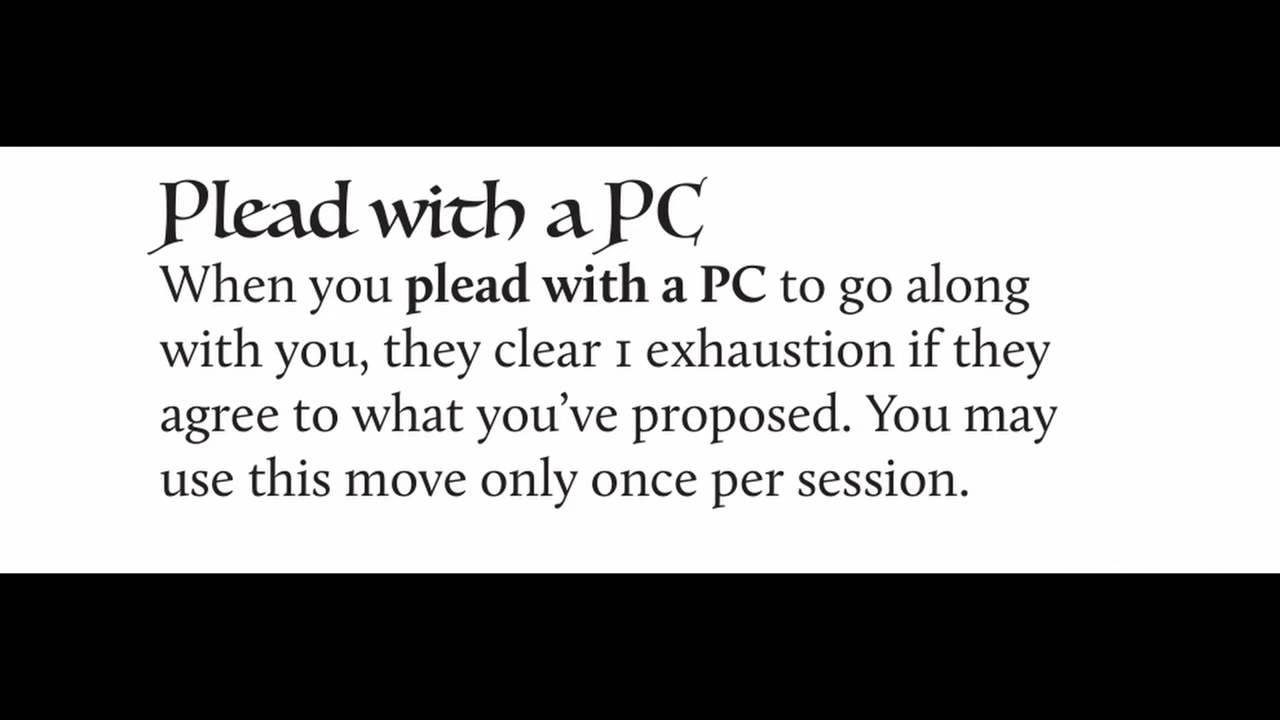 Plead with a PC
When you plead with a PC to go along
with you, they clear 1 exhaustion if they
agree to what you’ve proposed. You may
use this move only once per session.